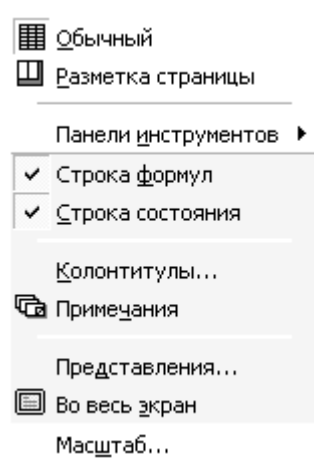 Обычный
Разметка страницы
Панели инструментов
Строка формул
Строка состояния
Колонтитулы...
Примечания
Представления...
Во весь экран
Масштаб...